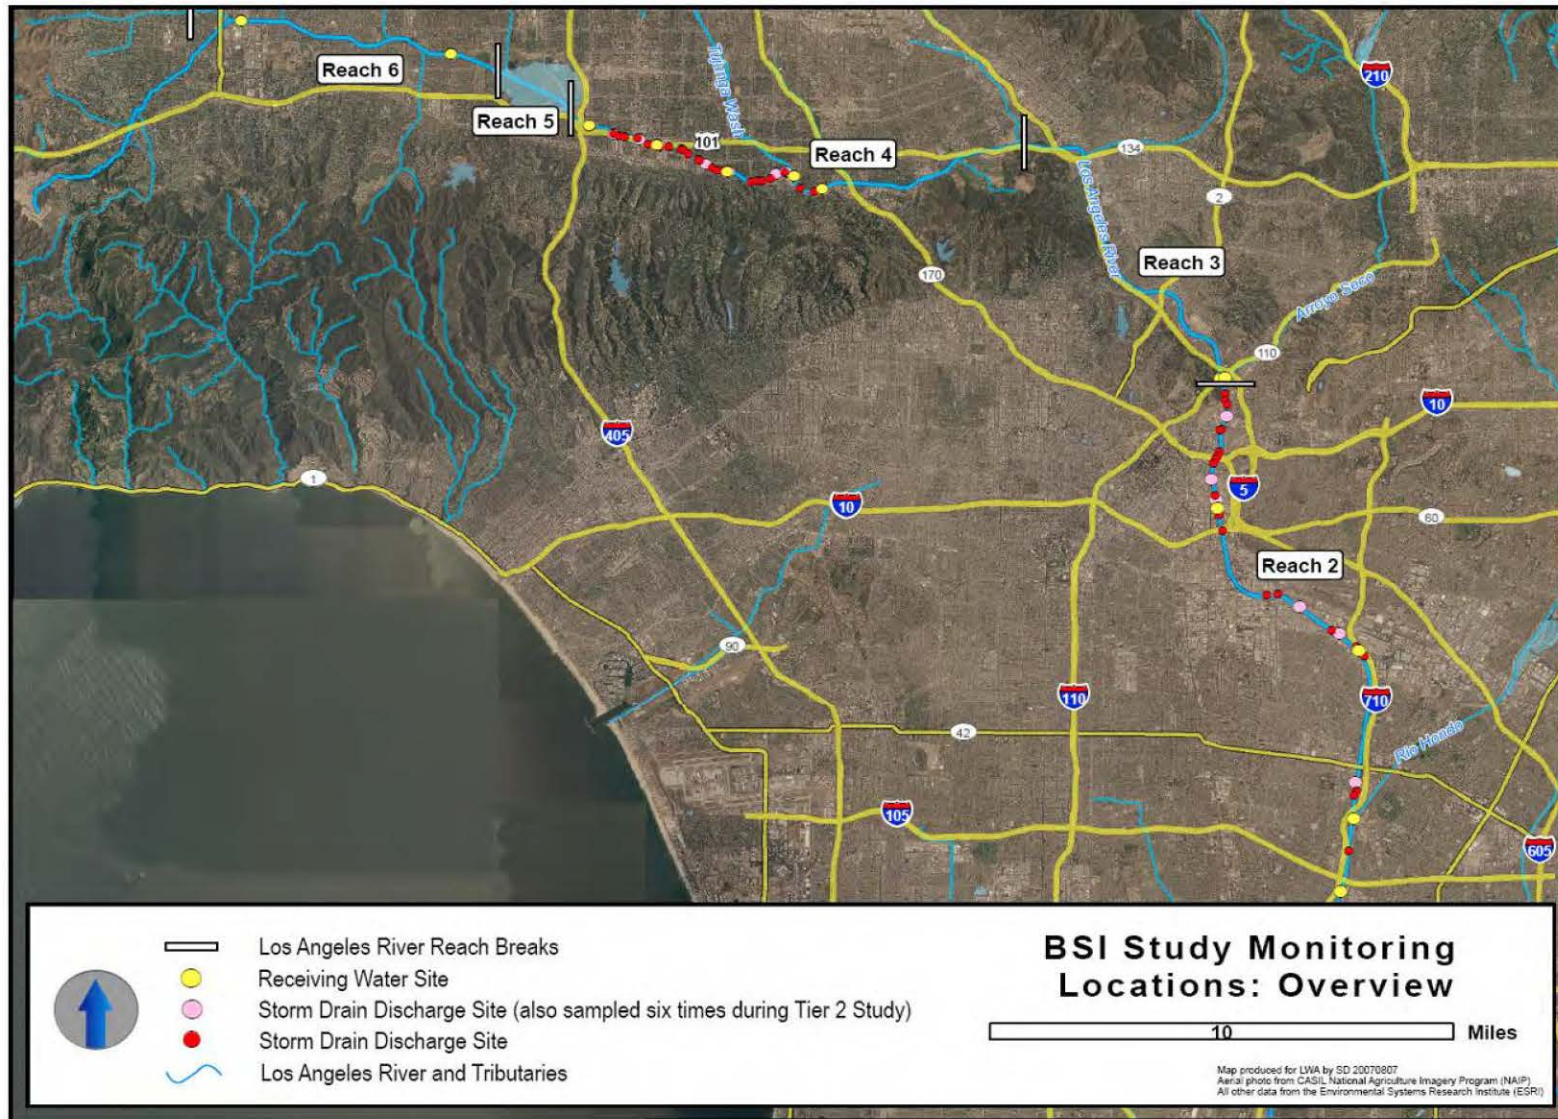 Reach 6
210
Reach 5
Tijunga Wash
101
Reach 4
134
Los Angeles River
2
Reach 3
170
Arroyo Seco
110
10
405
1
5
10
60
Reach 2
90
110
710
42
Rio Hondo
105
605
Los Angeles River Reach Breaks
Receiving Water Site
Storm Drain Discharge Site (also sampled six times during Tier 2 Study)
Storm Drain Discharge Site
Los Angeles River and Tributaries
BSI Study Monitoring
Locations: Overview
10
Miles
Map produced for LWA by SD 20070807
Aerial photo from CASIL National Agriculture Imagery Program (NAIP)
All other data from the Environmental Systems Research Institute (ESRI)